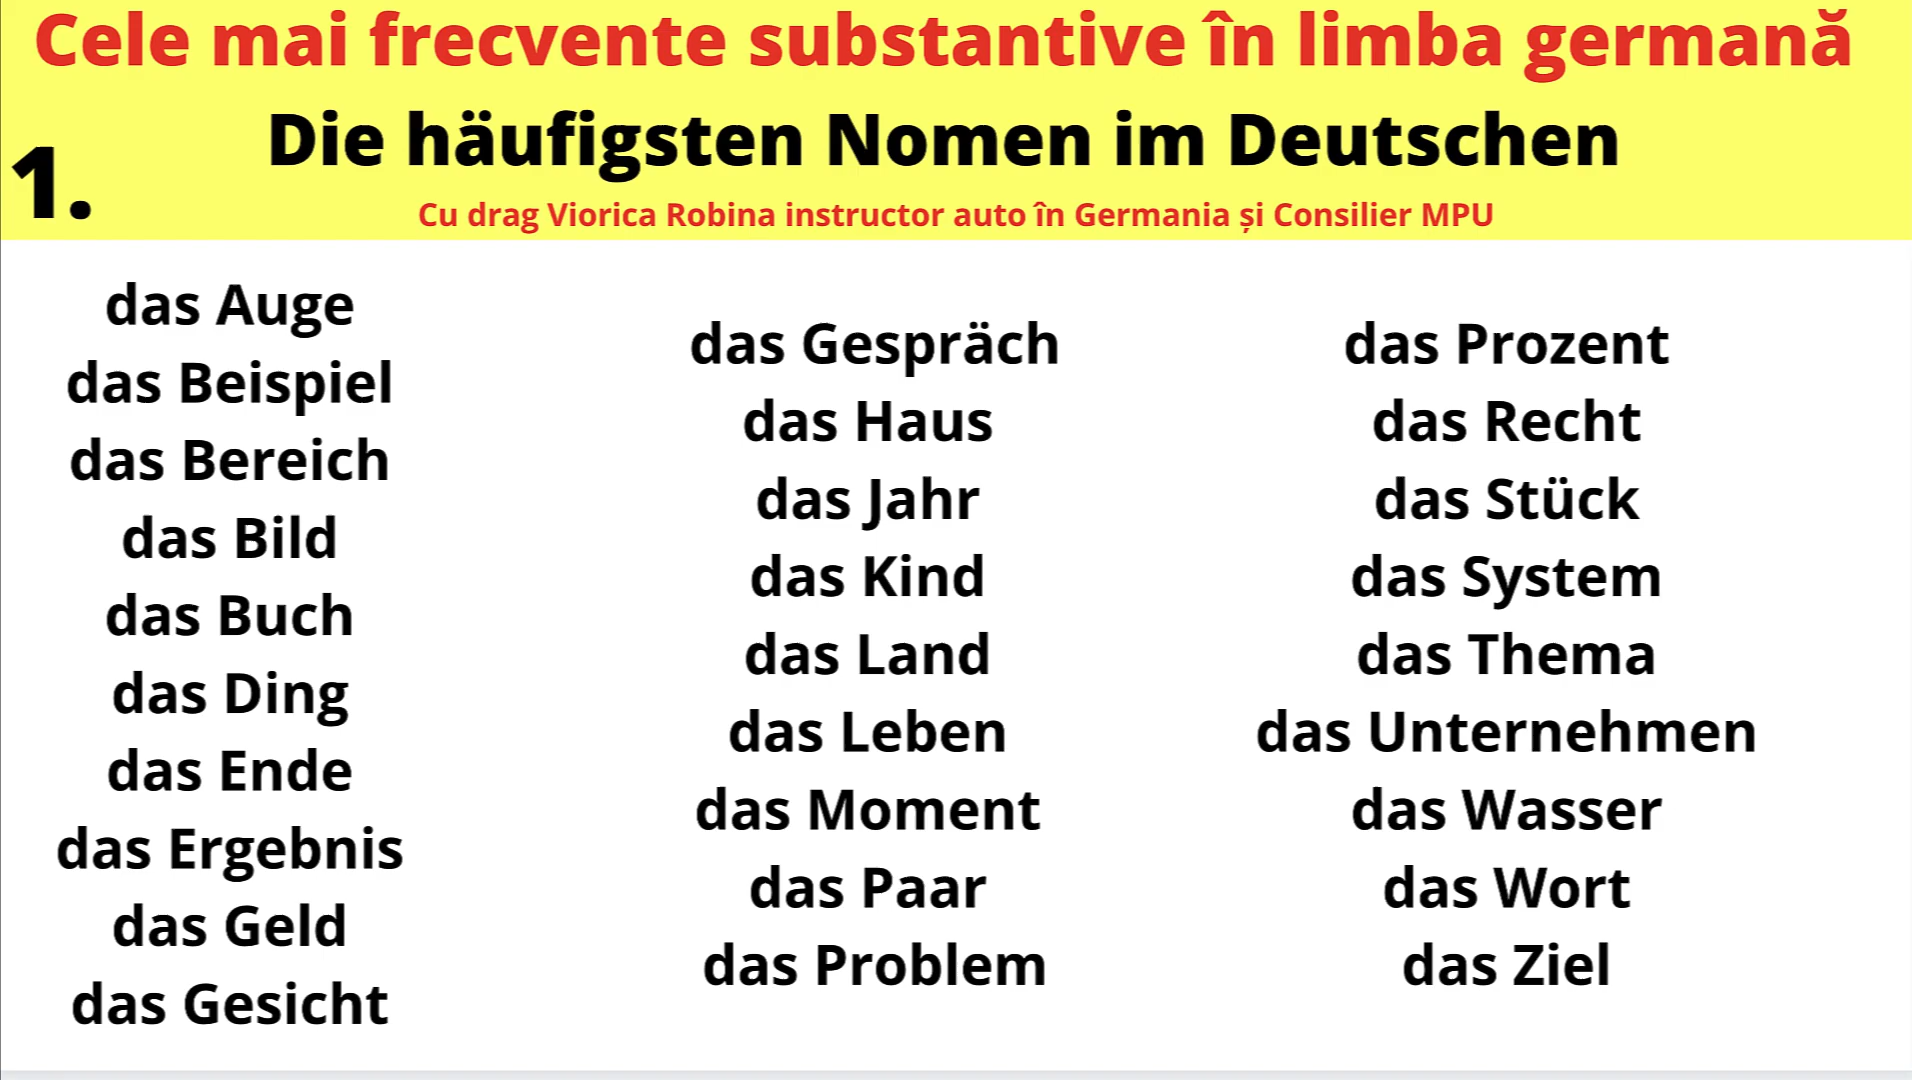 Cele mai frecvente substantive în limba germană
Die häufigsten Nomen im Deutschen
1.
Cu drag Viorica Robina instructor auto în Germania și Consilier MPU
das Auge
das Beispiel
das Bereich
das Bild
das Buch
das Ding
das Ende
das Ergebnis
das Geld
das Gesicht
das Gespräch
das Haus
das Jahr
das Kind
das Land
das Leben
das Moment
das Paar
das Problem
das Prozent
das Recht
das Stück
das System
das Thema
das Unternehmen
das Wasser
das Wort
das Ziel